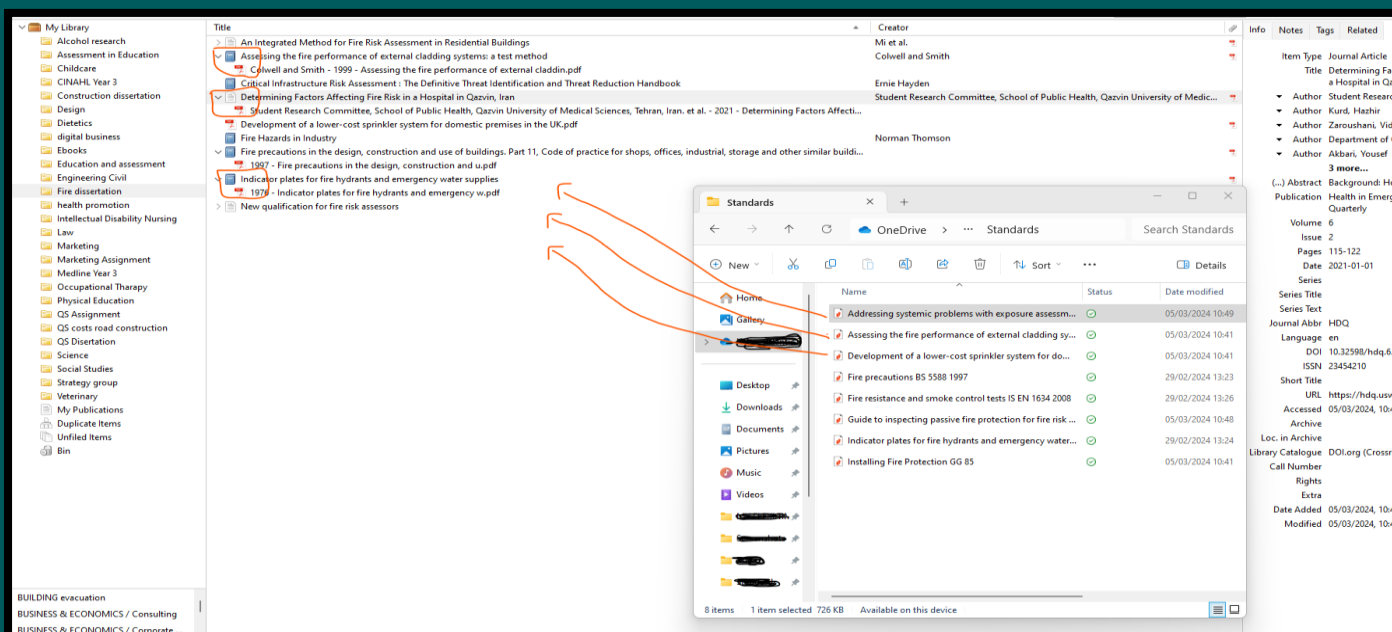 My Library
Alcohol research
Assessment in Education
Childcare
CINAHL Year 3
Construction dissertation
Design
Dietetics
digital business
Ebooks
Education and assessment
Engineering Civil
Fire dissertation
health promotion
Intellectual Disability Nursing
Law
Marketing
Marketing Assignment
Medline Year 3
Occupational Tharapy
Physical Education
QS Assignment
QS costs road construction
QS Disertation
Science
Social Studies
Strategy group
Veterinary
My Publications
Duplicate Items
Unfiled Items
Bin
BUILDING evacuation
BUSINESS & ECONOMICS / Consulting
BUSINESS & ECONOMICS / Corporate
Title Creator
An Integrated Method for Fire Risk Assessment in Residential Buildings Mi et al.
Assessing the fire performance of external cladding systems: a test method Colwell and Smith
Colwell and Smith - 1999 - Assessing the fire performance of external claddin.pdf
Critical Infrastructure Risk Assessment : The Definitive Threat Identification and Threat Reduction Handbook Ernie Hayden
Determining Factors Affecting Fire Risk in a Hospital in Qazvin, Iran Student Research Committee, School of Public Health, Qazvin University of Medic...
Student Research Committee, School of Public Health, Qazvin University of Medical Sciences, Tehran, Iran. et al. - 2021 - Determining Factors Affecti...
Development of a lower-cost sprinkler system for domestic premises in the UK.pdf
Fire Hazards in Industry Norman Thomson
Fire precautions in the design, construction and use of buildings. Part 11, Code of practice for shops, offices, industrial, storage and other similar buildi...
1997 - Fire precautions in the design, construction and u.pdf
Indicator plates for fire hydrants and emergency water supplies
1976 - Indicator plates for fire hydrants and emergency w.pdf
New qualification for fire risk assessors
Standards
OneDrive > ... Standards Search Standards
New Sort ... Details
Home
Gallery
Desktop
Downloads
Documents
Pictures
Music
Videos
Name Status Date modified
Addressing systemic problems with exposure assessm... 05/03/2024 10:49
Assessing the fire performance of external cladding sy... 05/03/2024 10:41
Development of a lower-cost sprinkler system for do... 05/03/2024 10:41
Fire precautions BS 5588 1997 29/02/2024 13:23
Fire resistance and smoke control tests IS EN 1634 2008 29/02/2024 13:26
Guide to inspecting passive fire protection for fire risk ... 05/03/2024 10:48
Indicator plates for fire hydrants and emergency water... 29/02/2024 13:24
Installing Fire Protection GG 85 05/03/2024 10:41
8 items 1 item selected 726 KB Available on this device
Info Notes Tags Related
Item Type Journal Article
Title Determining Fa
a Hospital in Qa
Author Student Resear
Author Kurd, Hazhir
Author Zaroushani, Vid
Author Department of
Author Akbari, Yousef
3 more...
(...) Abstract Background: He
Publication Health in Emerg
Quarterly
Volume 6
Issue 2
Pages 115-122
Date 2021-01-01
Series
Series Title
Series Text
Journal Abbr HDQ
Language en
DOI 10.32598/hdq.6.
ISSN 23454210
Short Title
URL https://hdq.usw
Accessed 05/03/2024, 10:4
Archive
Loc. in Archive
Library Catalogue DOI.org (Crossr
Call Number
Rights
Extra
Date Added 05/03/2024, 10:4
Modified 05/03/2024, 10:4